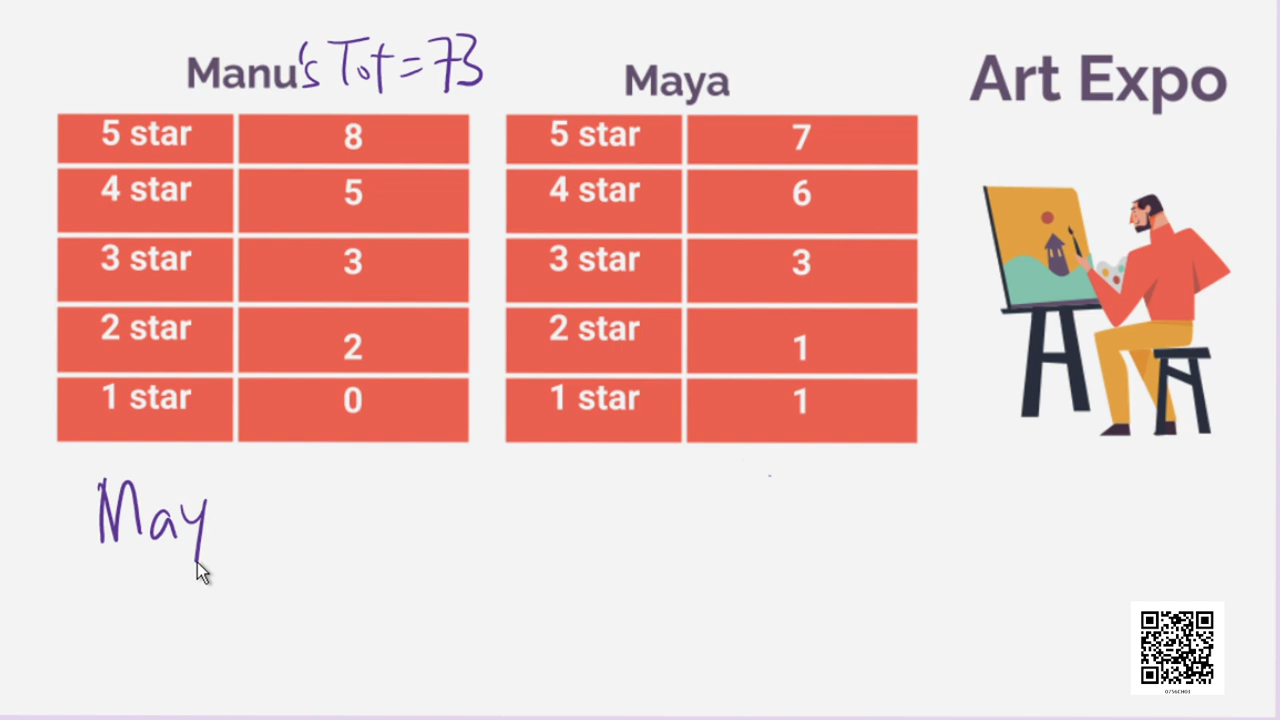 Manu's Tot = 73
Maya
Art Expo
5 star 8
4 star 5
3 star 3
2 star 2
1 star 0
5 star 7
4 star 6
3 star 3
2 star 1
1 star 1
May